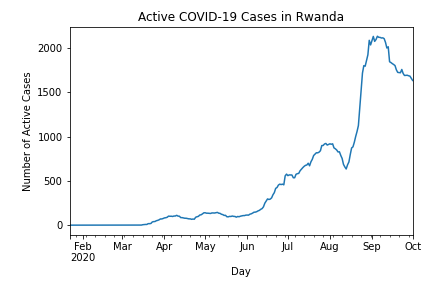 Active COVID-19 Cases in Rwanda
Number of Active Cases
2000
1500
1000
500
0
Feb Mar Apr May Jun Jul Aug Sep Oct
2020
Day